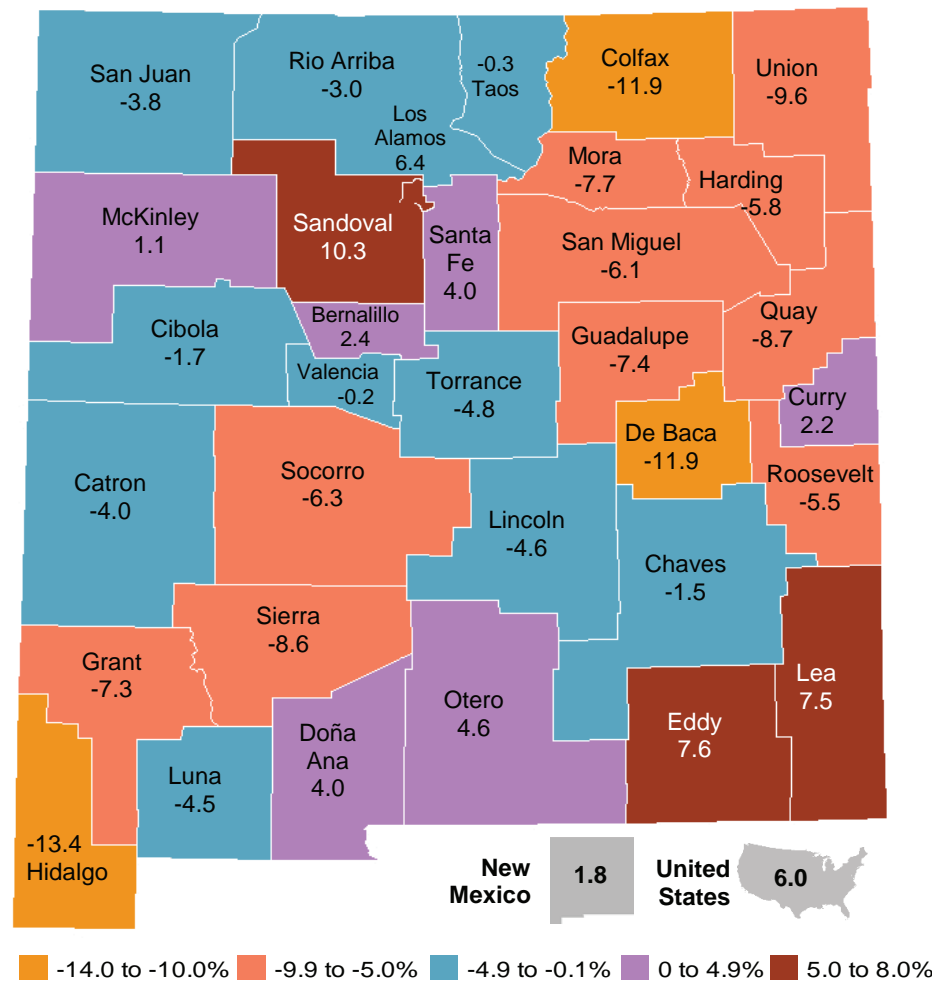 San Juan
-3.8
Rio Arriba
-3.0
-0.3
Taos
Colfax
-11.9
Union
-9.6
Los
Alamos
6.4
Mora
-7.7
Harding
-5.8
McKinley
1.1
Sandoval
10.3
Santa
Fe
4.0
San Miguel
-6.1
Cibola
-1.7
Bernalillo
2.4
Valencia
-0.2
Torrance
-4.8
Guadalupe
-7.4
Quay
-8.7
Curry
2.2
De Baca
-11.9
Roosevelt
-5.5
Catron
-4.0
Socorro
-6.3
Lincoln
-4.6
Chaves
-1.5
Sierra
-8.6
Grant
-7.3
Lea
7.5
Otero
4.6
Eddy
7.6
Doña
Ana
4.0
Luna
-4.5
-13.4
Hidalgo
New
Mexico
1.8
United
States
6.0
-14.0 to -10.0%
-9.9 to -5.0%
-4.9 to -0.1%
0 to 4.9%
5.0 to 8.0%